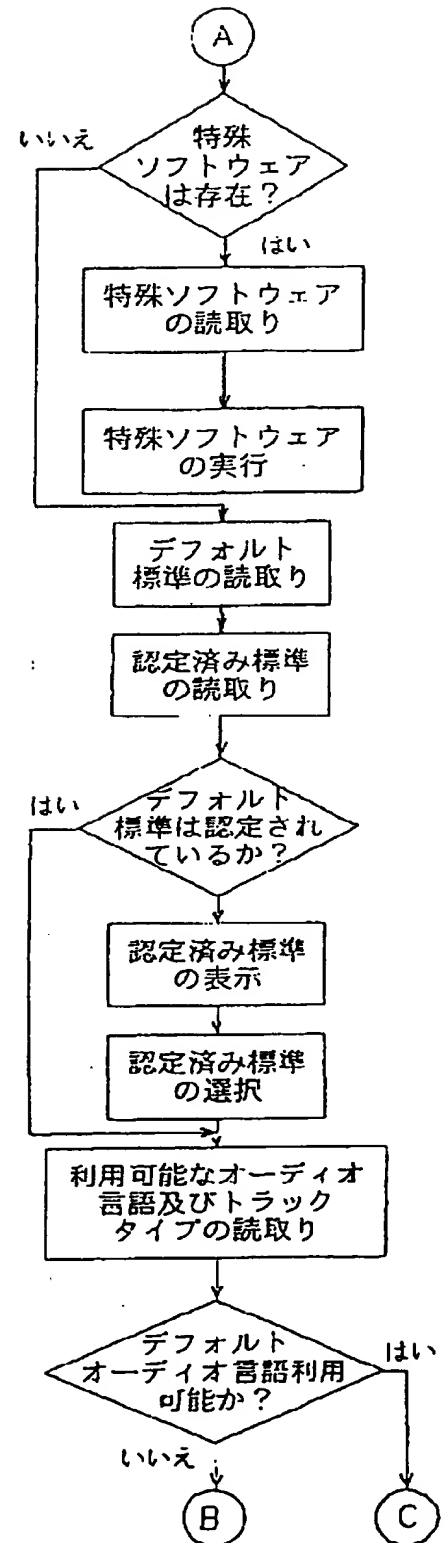 A
いいえ
特殊
ソフトウェア
は存在？
はい
特殊ソフトウェア
の読取り
特殊ソフトウェア
の実行
デフォルト
標準の読取り
認定済み標準
の読取り
はい
デフォルト
標準は認定され
ているか？
認定済み標準
の表示
認定済み標準
の選択
利用可能なオーディオ
言語及びトラック
タイプの読取り
デフォルト
オーディオ言語利用
可能か？
はい
いいえ
B
C